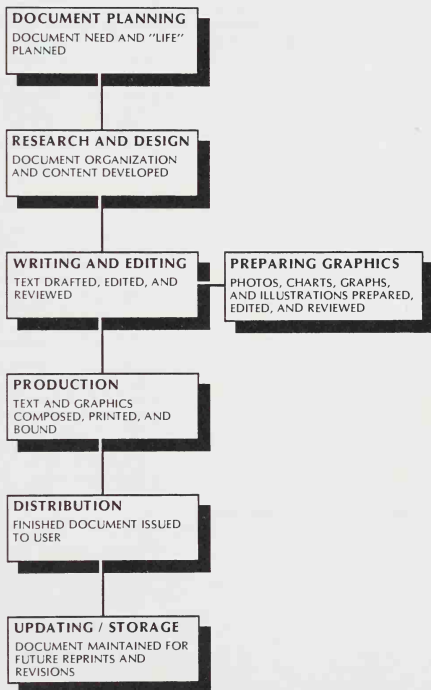 DOCUMENT PLANNING
DOCUMENT NEED AND "LIFE"
PLANNED
RESEARCH AND DESIGN
DOCUMENT ORGANIZATION
AND CONTENT DEVELOPED
WRITING AND EDITING
TEXT DRAFTED, EDITED, AND
REVIEWED
PREPARING GRAPHICS
PHOTOS, CHARTS, GRAPHS,
AND ILLUSTRATIONS PREPARED,
EDITED, AND REVIEWED
PRODUCTION
TEXT AND GRAPHICS
COMPOSED, PRINTED, AND
BOUND
DISTRIBUTION
FINISHED DOCUMENT ISSUED
TO USER
UPDATING / STORAGE
DOCUMENT MAINTAINED FOR
FUTURE REPRINTS AND
REVISIONS